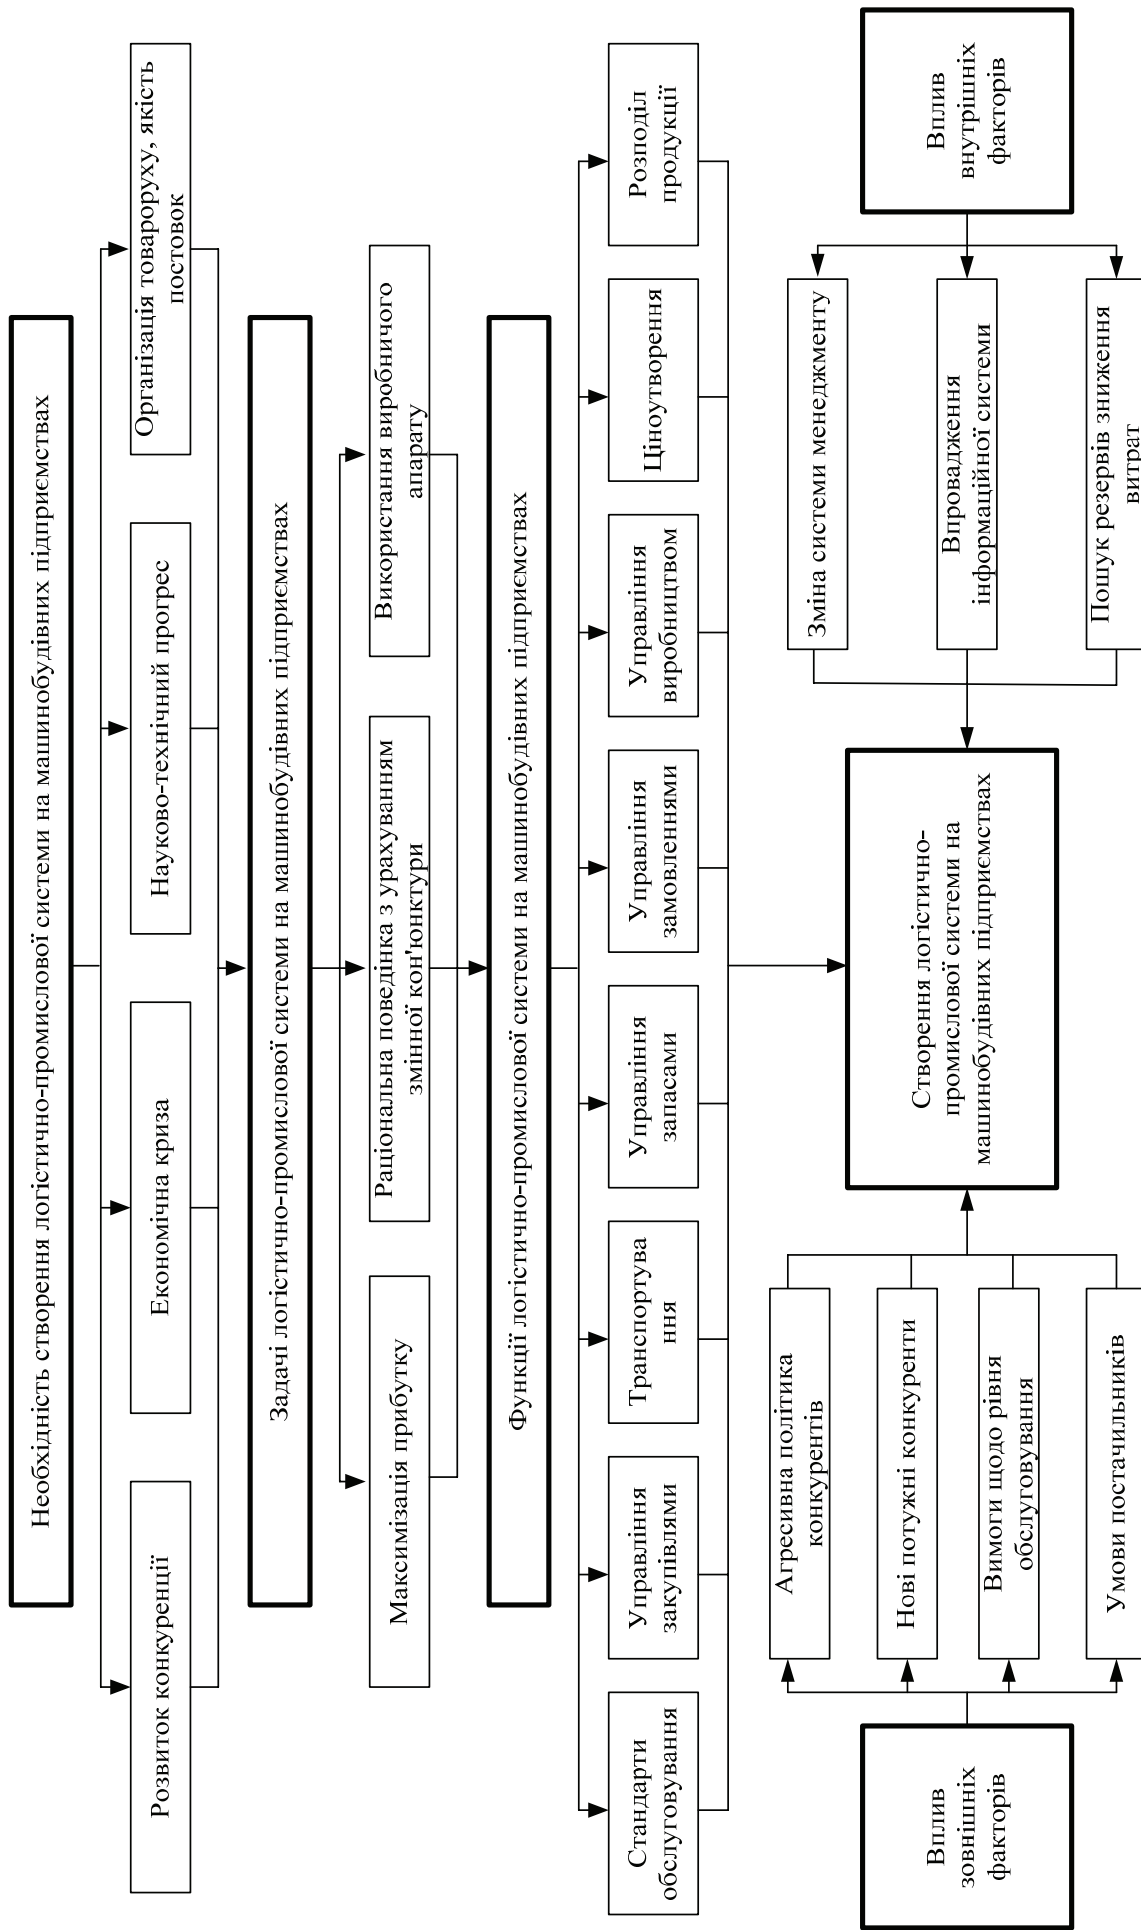 Необхідність створення логістично-промислової системи на машинобудівних підприємствах
Розвиток конкуренції
Економічна криза
Науково-технічний прогрес
Організація товароруху, якість
постовок
Задачі логістично-промислової системи на машинобудівних підприємствах
Максимізація прибутку
Раціональна поведінка з урахуванням
змінної кон'юнктури
Використання виробничого
апарату
Функції логістично-промислової системи на машинобудівних підприємствах
Стандарти
обслуговування
Управління
закупівлями
Транспортува
ння
Управління
запасами
Управління
замовленнями
Управління
виробництвом
Ціноутворення
Розподіл
продукції
Вплив
зовнішніх
факторів
Агресивна політика
конкурентів
Нові потужні конкуренти
Вимоги щодо рівня
обслуговування
Умови постачильників
Створення логістично-
промислової системи на
машинобудівних підприємствах
Зміна системи менеджменту
Впровадження
інформаційної системи
Пошук резервів зниження
витрат
Вплив
внутрішніх
факторів